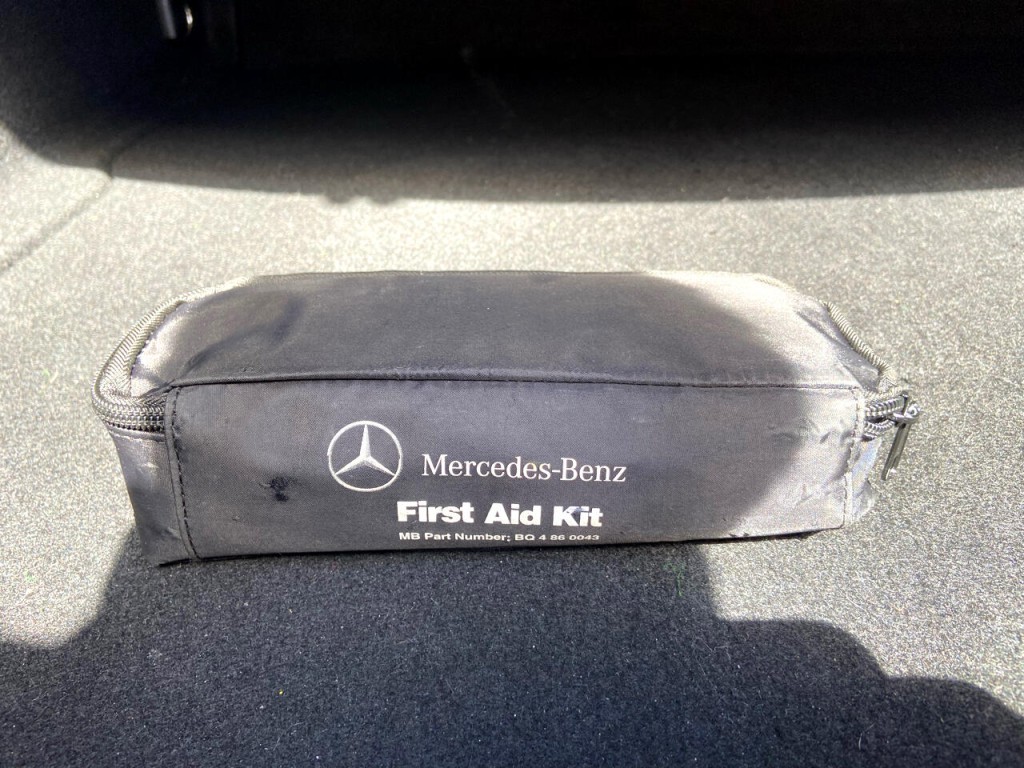 Mercedes-Benz
First Aid Kit
MB Part Number: BQ 4 86 0043